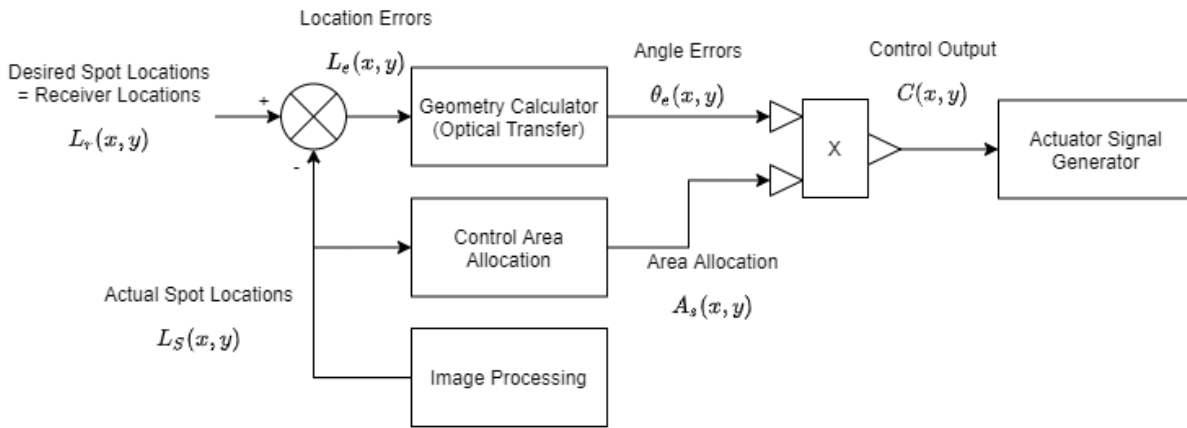 Location Errors
L_e(x, y)
Desired Spot Locations
= Receiver Locations
L_r(x, y)
+
-
Geometry Calculator
(Optical Transfer)
Angle Errors
θ_e(x, y)
Control Output
C(x, y)
X
Actuator Signal
Generator
Control Area
Allocation
Area Allocation
A_s(x, y)
Actual Spot Locations
L_S(x, y)
Image Processing